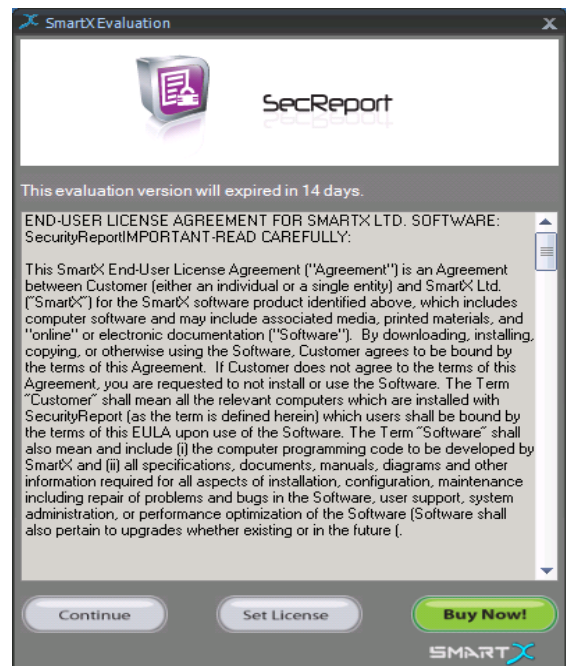 SmartX Evaluation
X
SecReport
This evaluation version will expired in 14 days.
END-USER LICENSE AGREEMENT FOR SMARTX LTD. SOFTWARE:
SecurityReportIMPORTANT-READ CAREFULLY:
This SmartX End-User License Agreement ("Agreement") is an Agreement
between Customer (either an individual or a single entity) and SmartX Ltd.
("SmartX") for the SmartX software product identified above, which includes
computer software and may include associated media, printed materials, and
"online" or electronic documentation ("Software").  By downloading, installing,
copying, or otherwise using the Software, Customer agrees to be bound by
the terms of this Agreement.  If Customer does not agree to the terms of this
Agreement, you are requested to not install or use the Software. The Term
"Customer" shall mean all the relevant computers which are installed with
SecurityReport (as the term is defined herein) which users shall be bound by
the terms of this EULA upon use of the Software. The Term "Software" shall
also mean and include (i) the computer programming code to be developed by
SmartX and (ii) all specifications, documents, manuals, diagrams and other
information required for all aspects of installation, configuration, maintenance
including repair of problems and bugs in the Software, user support, system
administration, or performance optimization of the Software (Software shall
also pertain to upgrades whether existing or in the future (.
Continue
Set License
Buy Now!
SMARTX